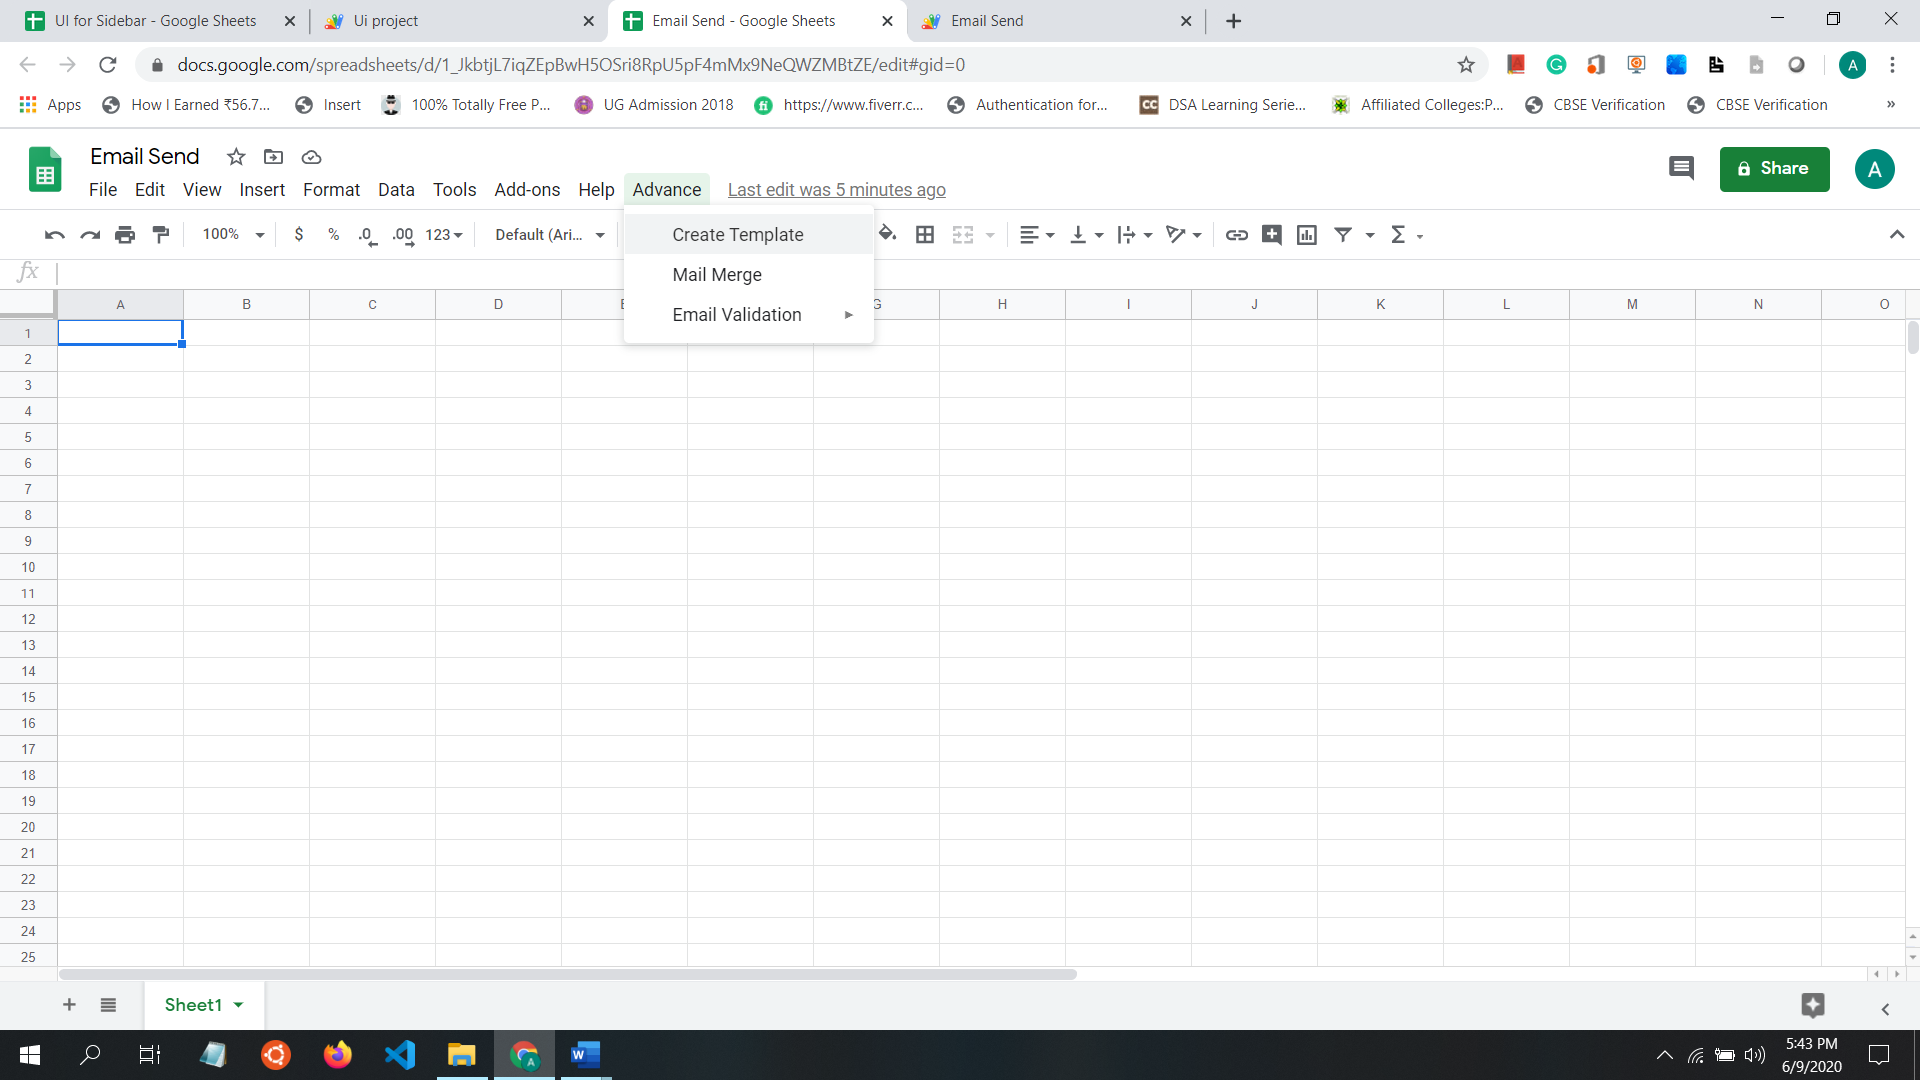 UI for Sidebar - Google Sheets Ui project Email Send - Google Sheets Email Send
docs.google.com/spreadsheets/d/1_JkbtjL7iqZEpBwH5OSri8RpU5pF4mMx9NeQWZMBtZE/edit#gid=0 A
Apps How I Earned ₹56.7... Insert 100% Totally Free P... UG Admission 2018 fi https://www.fiverr.c... Authentication for... CC DSA Learning Serie... Affiliated Colleges:P... CBSE Verification CBSE Verification »
Email Send
Share A
File Edit View Insert Format Data Tools Add-ons Help Advance Last edit was 5 minutes ago
100% $ % .0 .00 123 Default (Ari... Σ
Create Template
Mail Merge
Email Validation
fx
A B C D E G H I J K L M N O
1
2
3
4
5
6
7
8
9
10
11
12
13
14
15
16
17
18
19
20
21
22
23
24
25
+ Sheet1
A W 5:43 PM
6/9/2020